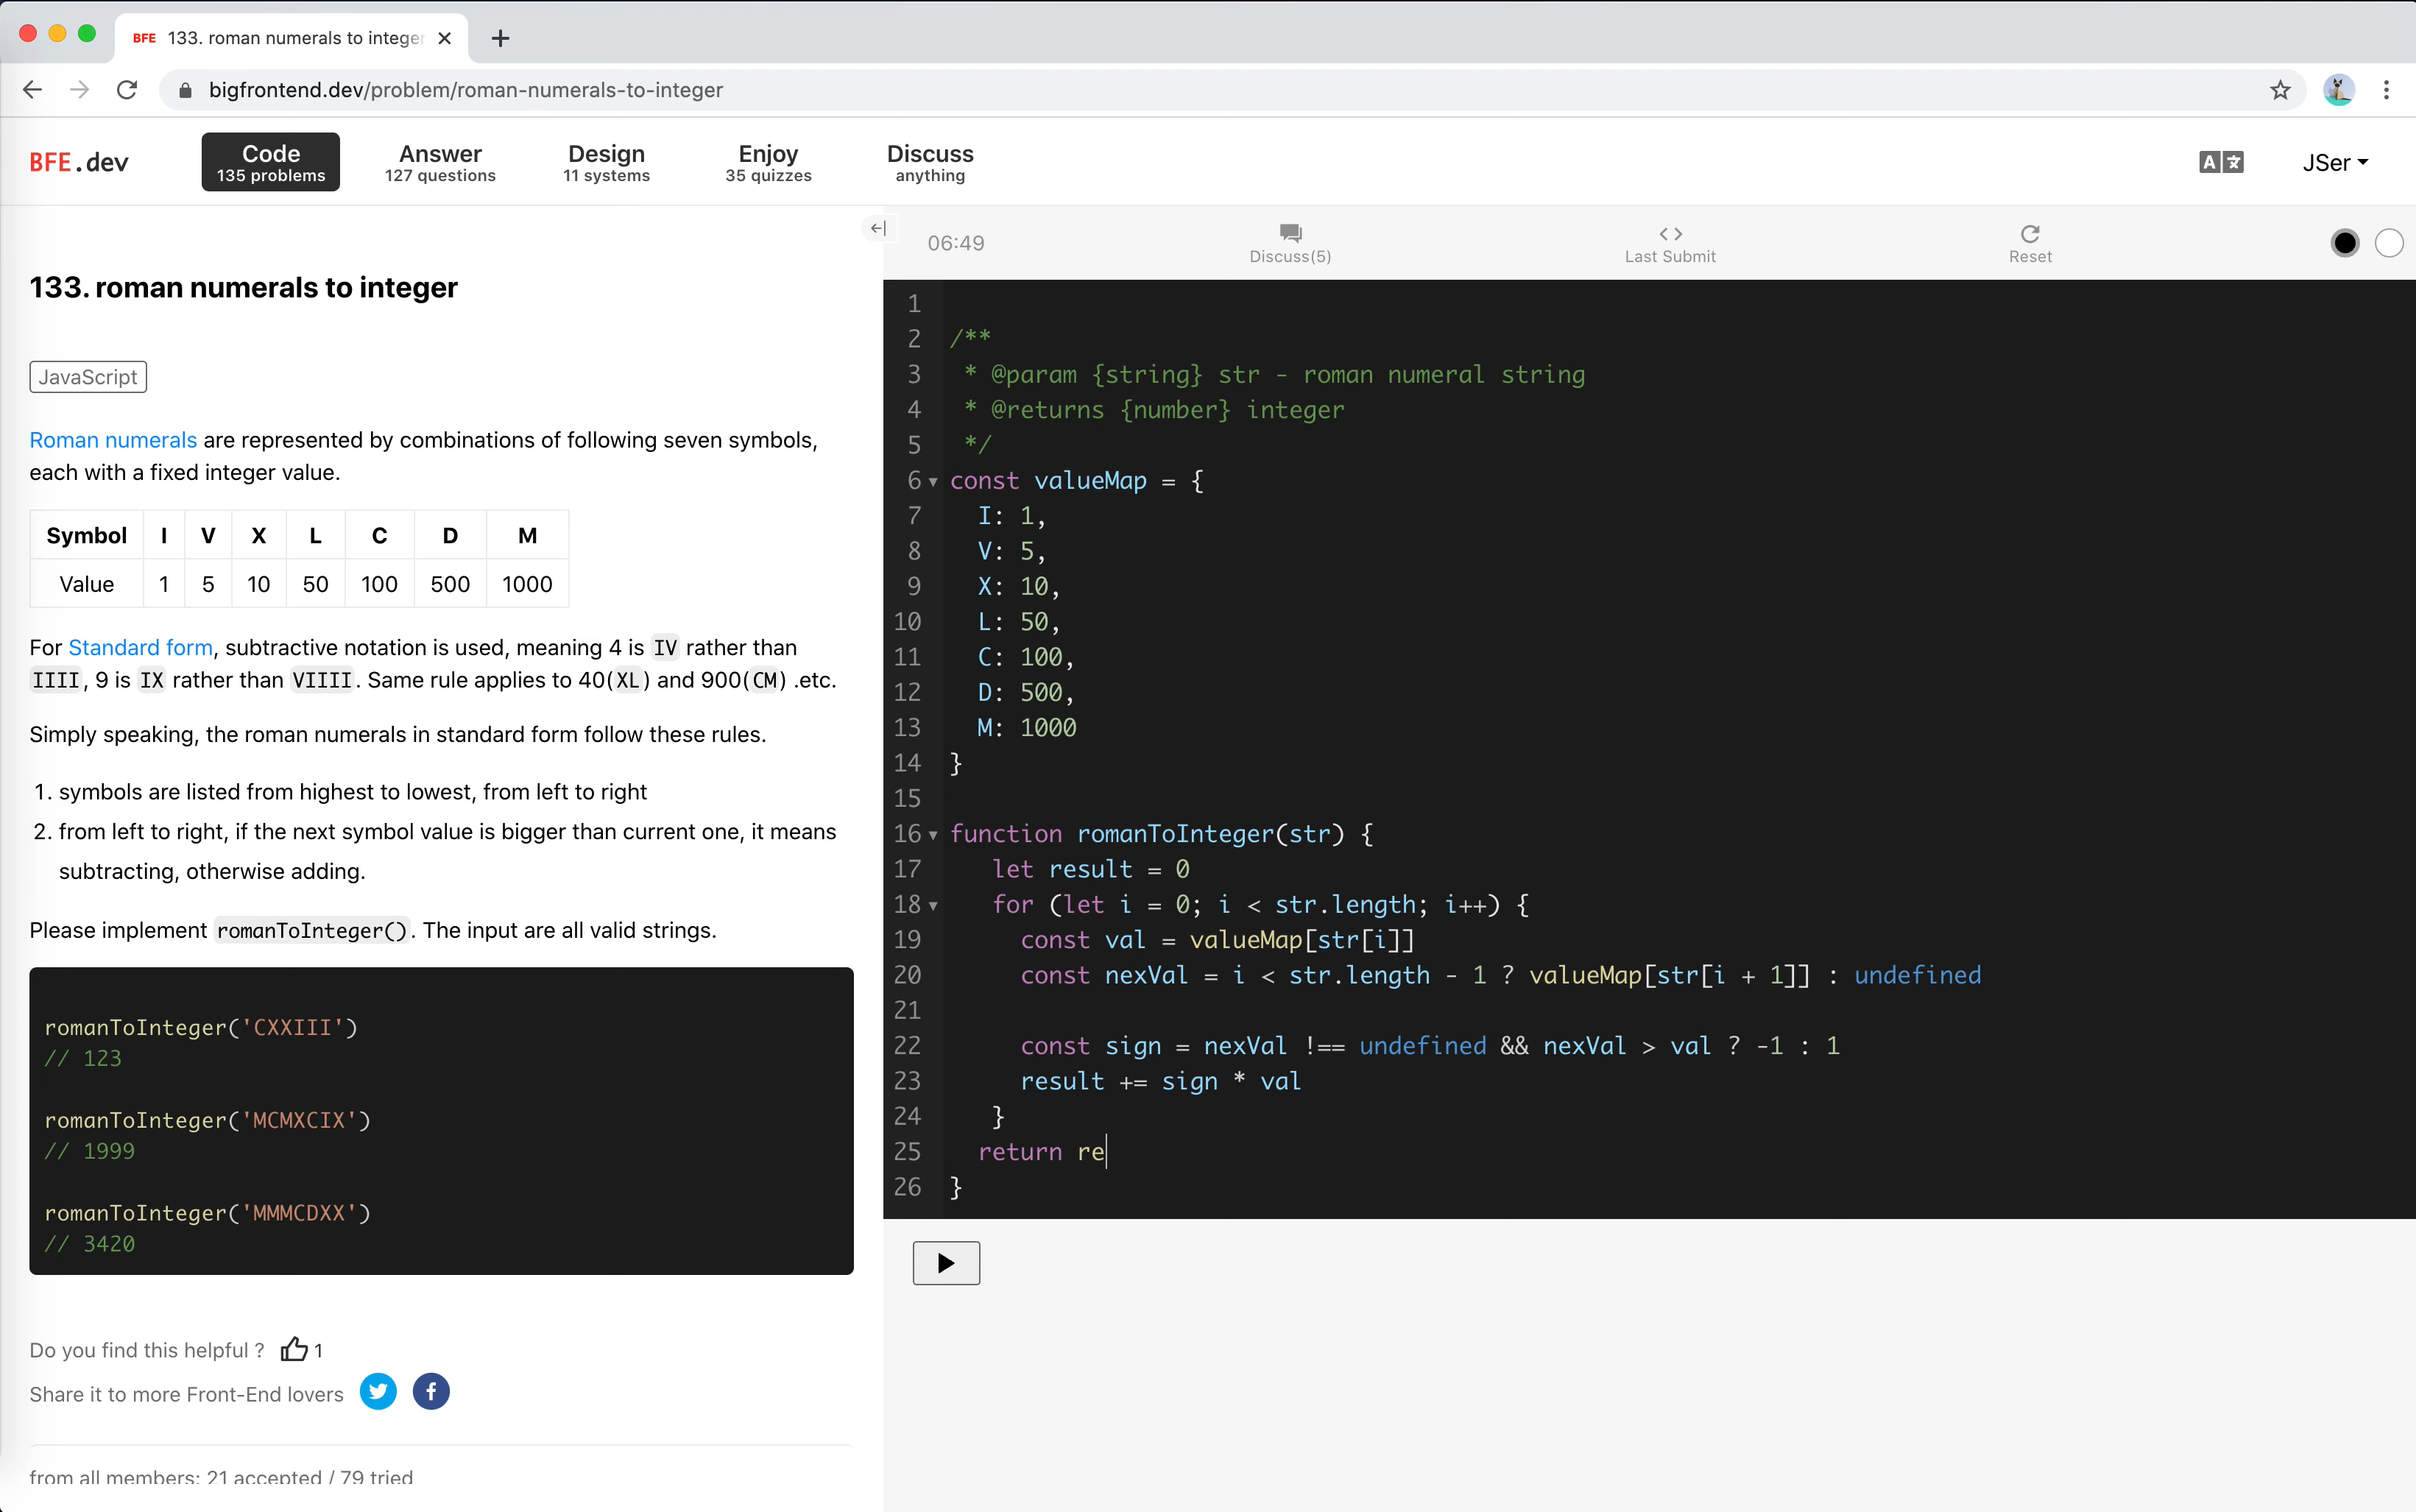 BFE 133. roman numerals to intege
bigfrontend.dev/problem/roman-numerals-to-integer
BFE.dev
Code
135 problems
Answer
127 questions
Design
11 systems
Enjoy
35 quizzes
Discuss
anything
A
JSer
133. roman numerals to integer
JavaScript
Roman numerals are represented by combinations of following seven symbols,
each with a fixed integer value.
Symbol I V X L C D M
Value 1 5 10 50 100 500 1000
For Standard form, subtractive notation is used, meaning 4 is IV rather than
IIII, 9 is IX rather than VIIII. Same rule applies to 40(XL) and 900(CM) .etc.
Simply speaking, the roman numerals in standard form follow these rules.
1. symbols are listed from highest to lowest, from left to right
2. from left to right, if the next symbol value is bigger than current one, it means
subtracting, otherwise adding.
Please implement romanToInteger(). The input are all valid strings.
romanToInteger('CXXIII')
// 123
romanToInteger('MCMXCIX')
// 1999
romanToInteger('MMMCDXX')
// 3420
Do you find this helpful ? 1
Share it to more Front-End lovers
from all members: 21 accepted / 79 tried
06:49
Discuss(5)
Last Submit
Reset
1
2 /**
3 * @param {string} str - roman numeral string
4 * @returns {number} integer
5 */
6 const valueMap = {
7 I: 1,
8 V: 5,
9 X: 10,
10 L: 50,
11 C: 100,
12 D: 500,
13 M: 1000
14 }
15
16 function romanToInteger(str) {
17 let result = 0
18 for (let i = 0; i < str.length; i++) {
19 const val = valueMap[str[i]]
20 const nexVal = i < str.length - 1 ? valueMap[str[i + 1]] : undefined
21
22 const sign = nexVal !== undefined && nexVal > val ? -1 : 1
23 result += sign * val
24 }
25 return re
26 }